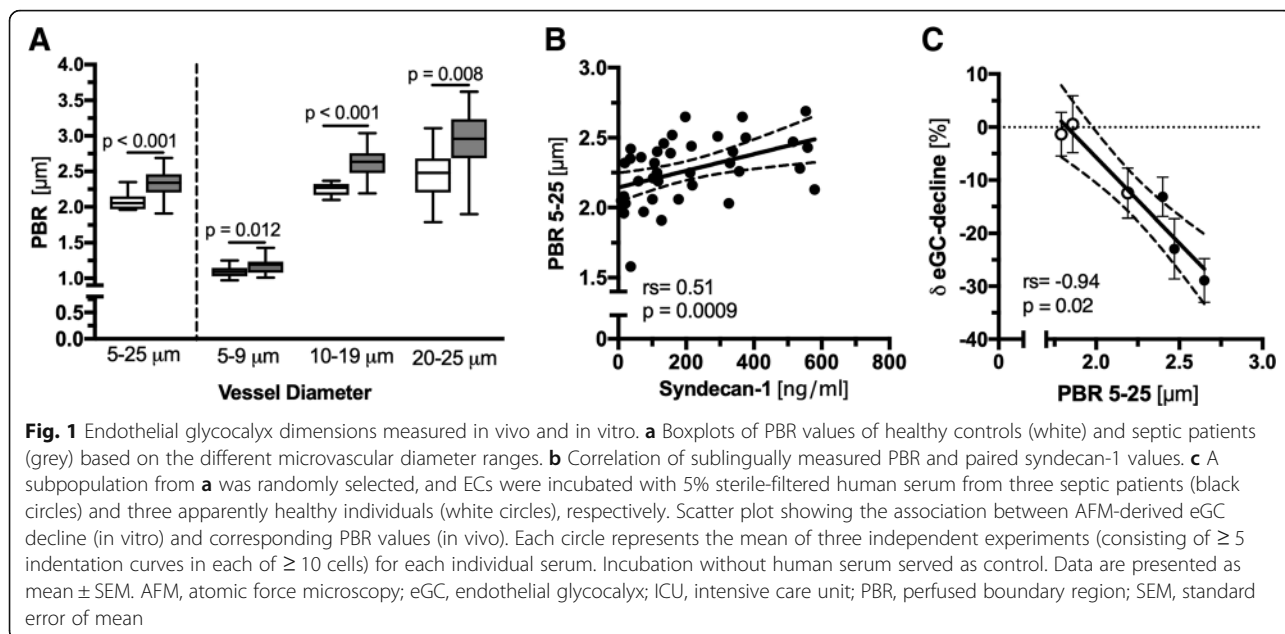 A
PBR [µm]
4.0
3.5
3.0
2.5
2.0
1.5
1.0
0.5
0.0
p < 0.001
p = 0.012
p < 0.001
p = 0.008
5-25 µm
5-9 µm
10-19 µm
20-25 µm
Vessel Diameter
B
PBR 5-25 [µm]
3.0
2.5
2.0
1.5
0
rs= 0.51
p = 0.0009
0
200
400
600
800
Syndecan-1 [ng/ml]
C
δ eGC-decline [%]
10
0
-10
-20
-30
-40
rs= -0.94
p = 0.02
0
2.0
2.5
3.0
PBR 5-25 [µm]
Fig. 1 Endothelial glycocalyx dimensions measured in vivo and in vitro. a Boxplots of PBR values of healthy controls (white) and septic patients
(grey) based on the different microvascular diameter ranges. b Correlation of sublingually measured PBR and paired syndecan-1 values. c A
subpopulation from a was randomly selected, and ECs were incubated with 5% sterile-filtered human serum from three septic patients (black
circles) and three apparently healthy individuals (white circles), respectively. Scatter plot showing the association between AFM-derived eGC
decline (in vitro) and corresponding PBR values (in vivo). Each circle represents the mean of three independent experiments (consisting of ≥ 5
indentation curves in each of ≥ 10 cells) for each individual serum. Incubation without human serum served as control. Data are presented as
mean ± SEM. AFM, atomic force microscopy; eGC, endothelial glycocalyx; ICU, intensive care unit; PBR, perfused boundary region; SEM, standard
error of mean